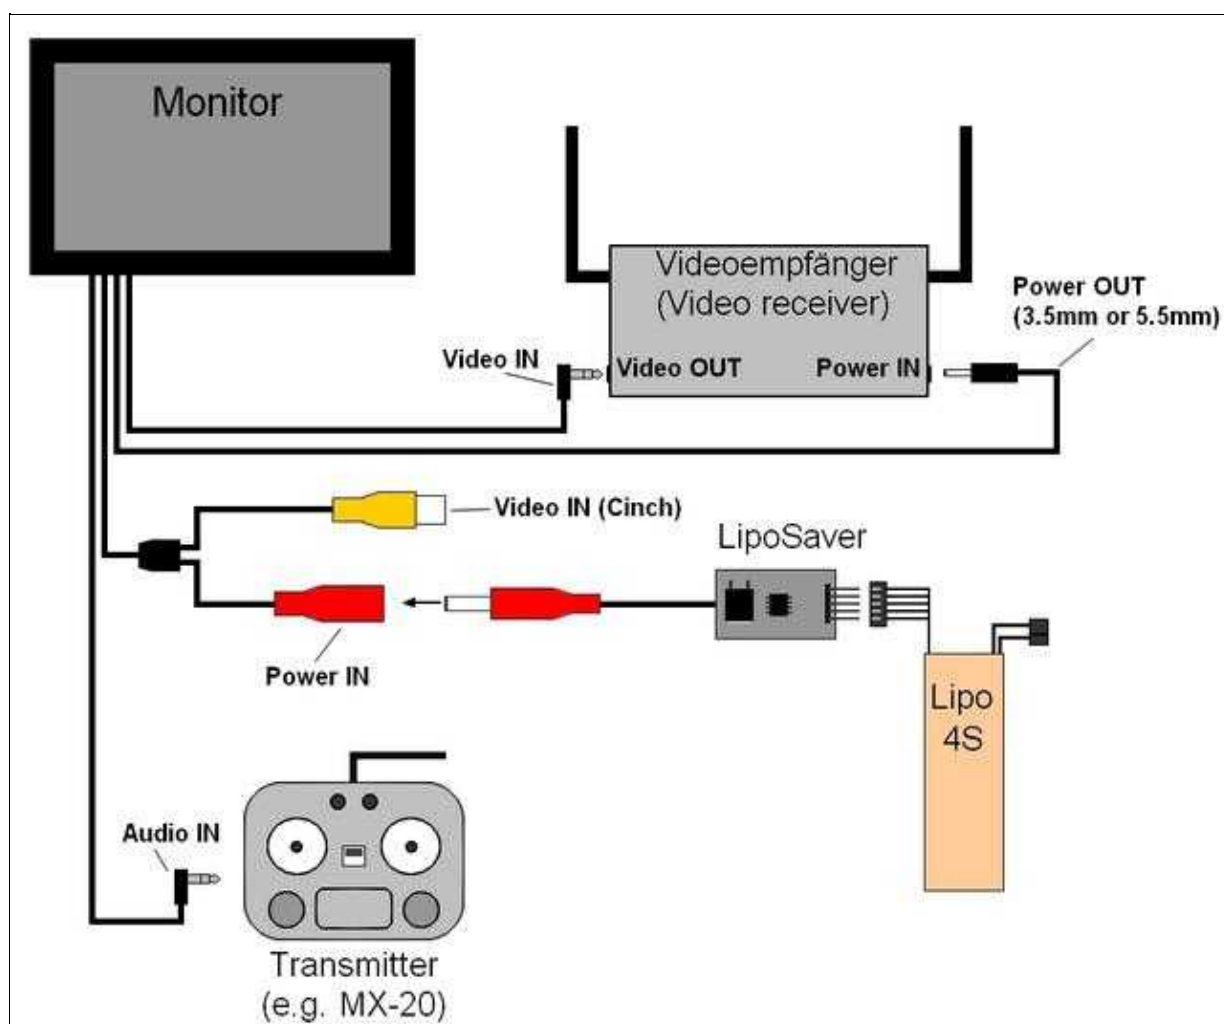 Monitor
Videoempfänger
(Video receiver)
Power OUT
(3.5mm or 5.5mm)
Video IN
Video OUT
Power IN
Video IN (Cinch)
LipoSaver
Power IN
Lipo
4S
Audio IN
Transmitter
(e.g. MX-20)